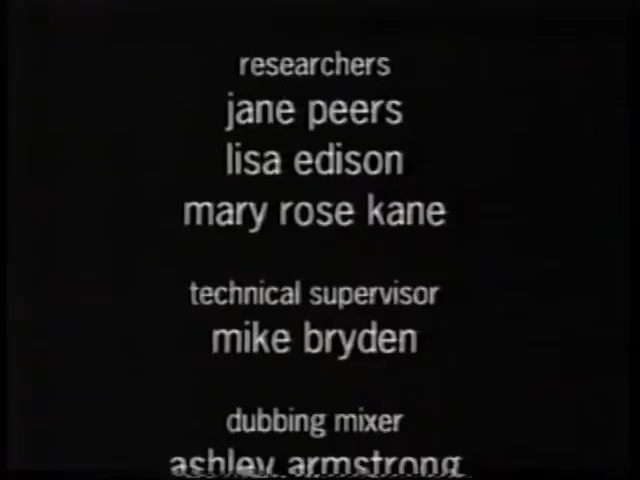 researchers
jane peers
lisa edison
mary rose kane
technical supervisor
mike bryden
dubbing mixer
ashley armstrong